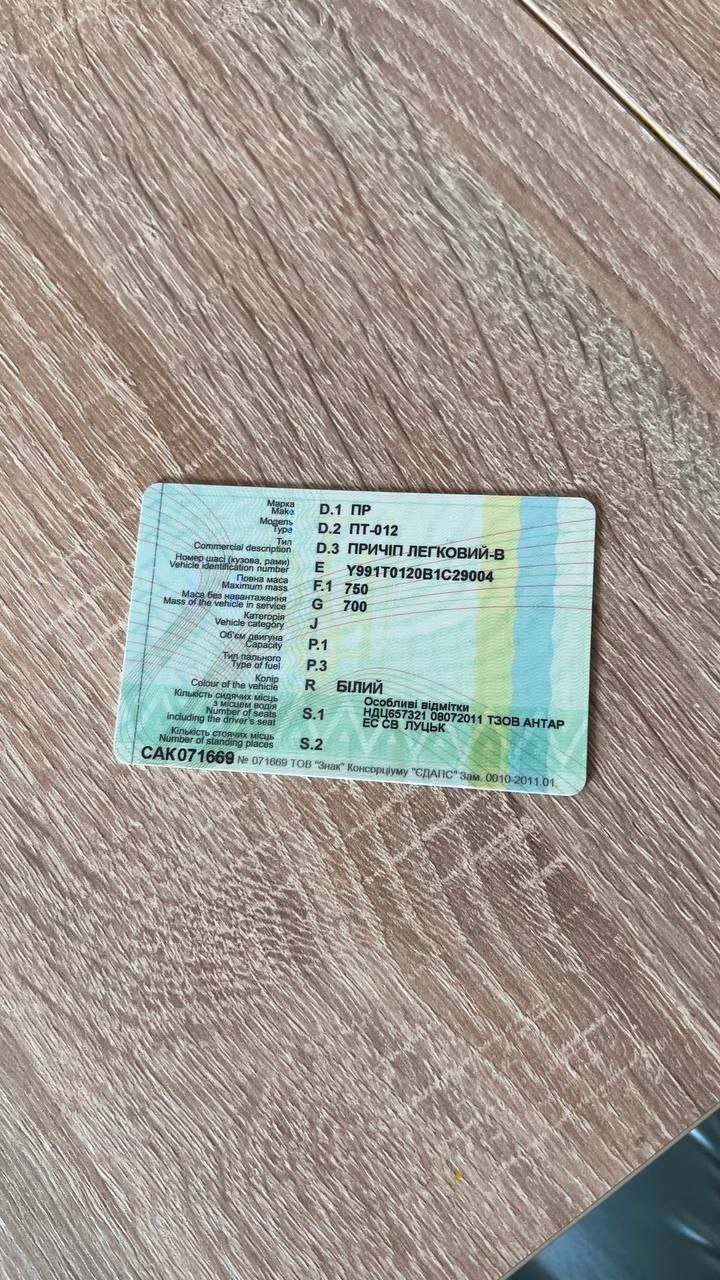 Марка
Make
D.1 ПР
Модель
Type
D.2 ПТ-012
Тип
Commercial description
D.3 ПРИЧІП ЛЕГКОВИЙ-В
Номер шасі (кузова, рами)
Vehicle identification number
E Y991T0120B1C29004
Повна маса
Maximum mass
F.1 750
Маса без навантаження
Mass of the vehicle in service
G 700
Категорія
Vehicle category
J
Об'єм двигуна
Capacity
P.1
Тип пального
Type of fuel
P.3
Колір
Colour of the vehicle
R БІЛИЙ
Кількість сидячих місць
з місцем водія
Number of seats
including the driver's seat
S.1
Особливі відмітки
НДЦ657321 08072011 ТЗОВ АНТАР
ЕС СВ ЛУЦЬК
Кількість стоячих місць
Number of standing places
S.2
САК071669 № 071669 ТОВ "Знак" Консорціуму "ЄДАПС" Зам. 0010-2011.01.